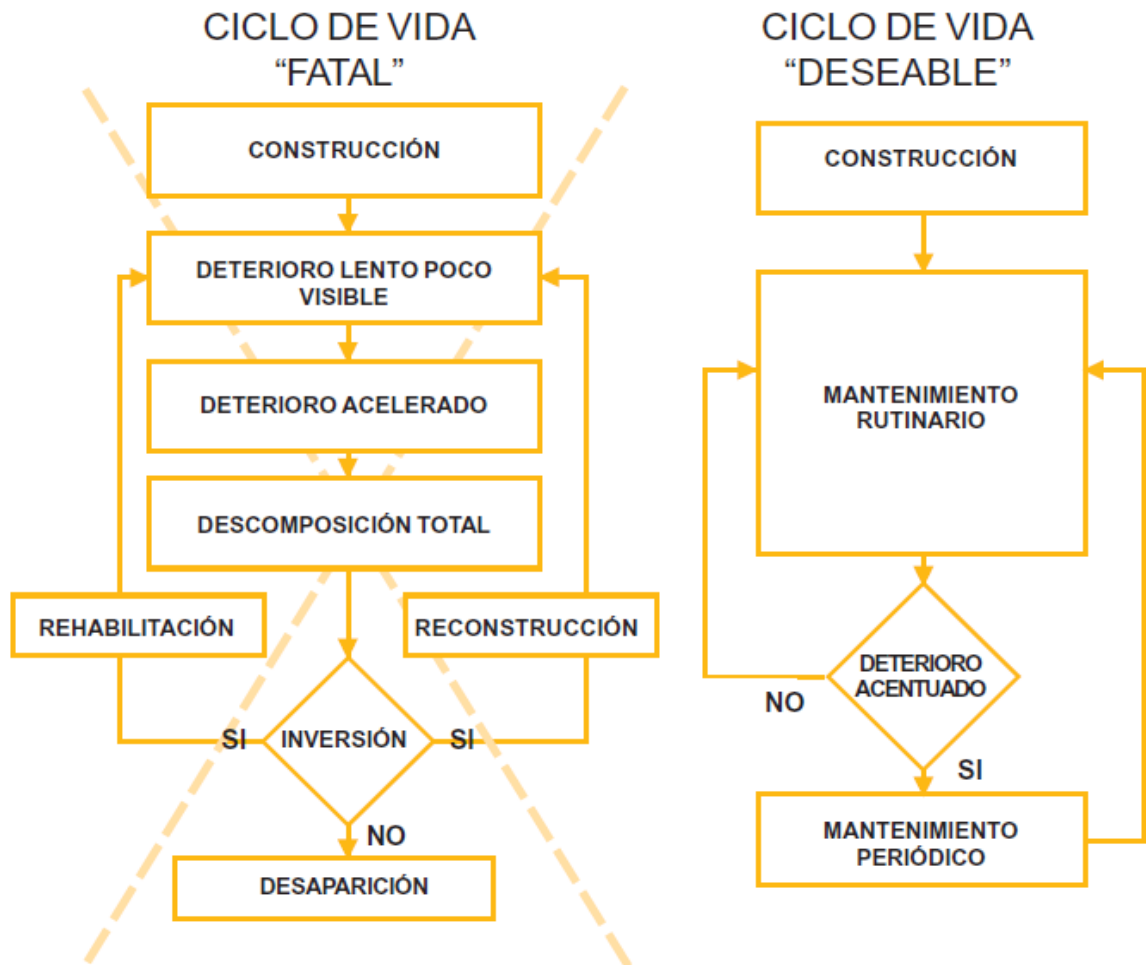 CICLO DE VIDA
“FATAL”
CONSTRUCCIÓN
DETERIORO LENTO POCO
VISIBLE
DETERIORO ACELERADO
DESCOMPOSICIÓN TOTAL
REHABILITACIÓN
RECONSTRUCCIÓN
SI
INVERSIÓN
SI
NO
DESAPARICIÓN
CICLO DE VIDA
“DESEABLE”
CONSTRUCCIÓN
MANTENIMIENTO
RUTINARIO
DETERIORO
ACENTUADO
NO
SI
MANTENIMIENTO
PERIÓDICO